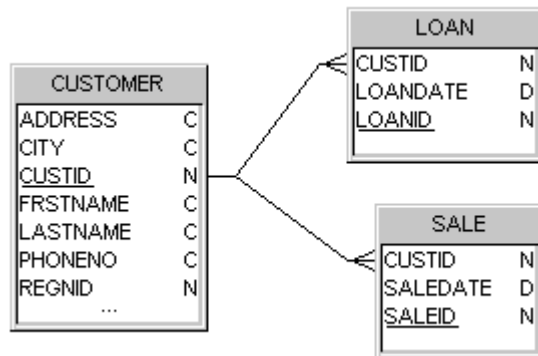 CUSTOMER
ADDRESS C
CITY C
CUSTID N
FRSTNAME C
LASTNAME C
PHONENO C
REGNID N
...
LOAN
CUSTID N
LOANDATE D
LOANID N
SALE
CUSTID N
SALEDATE D
SALEID N